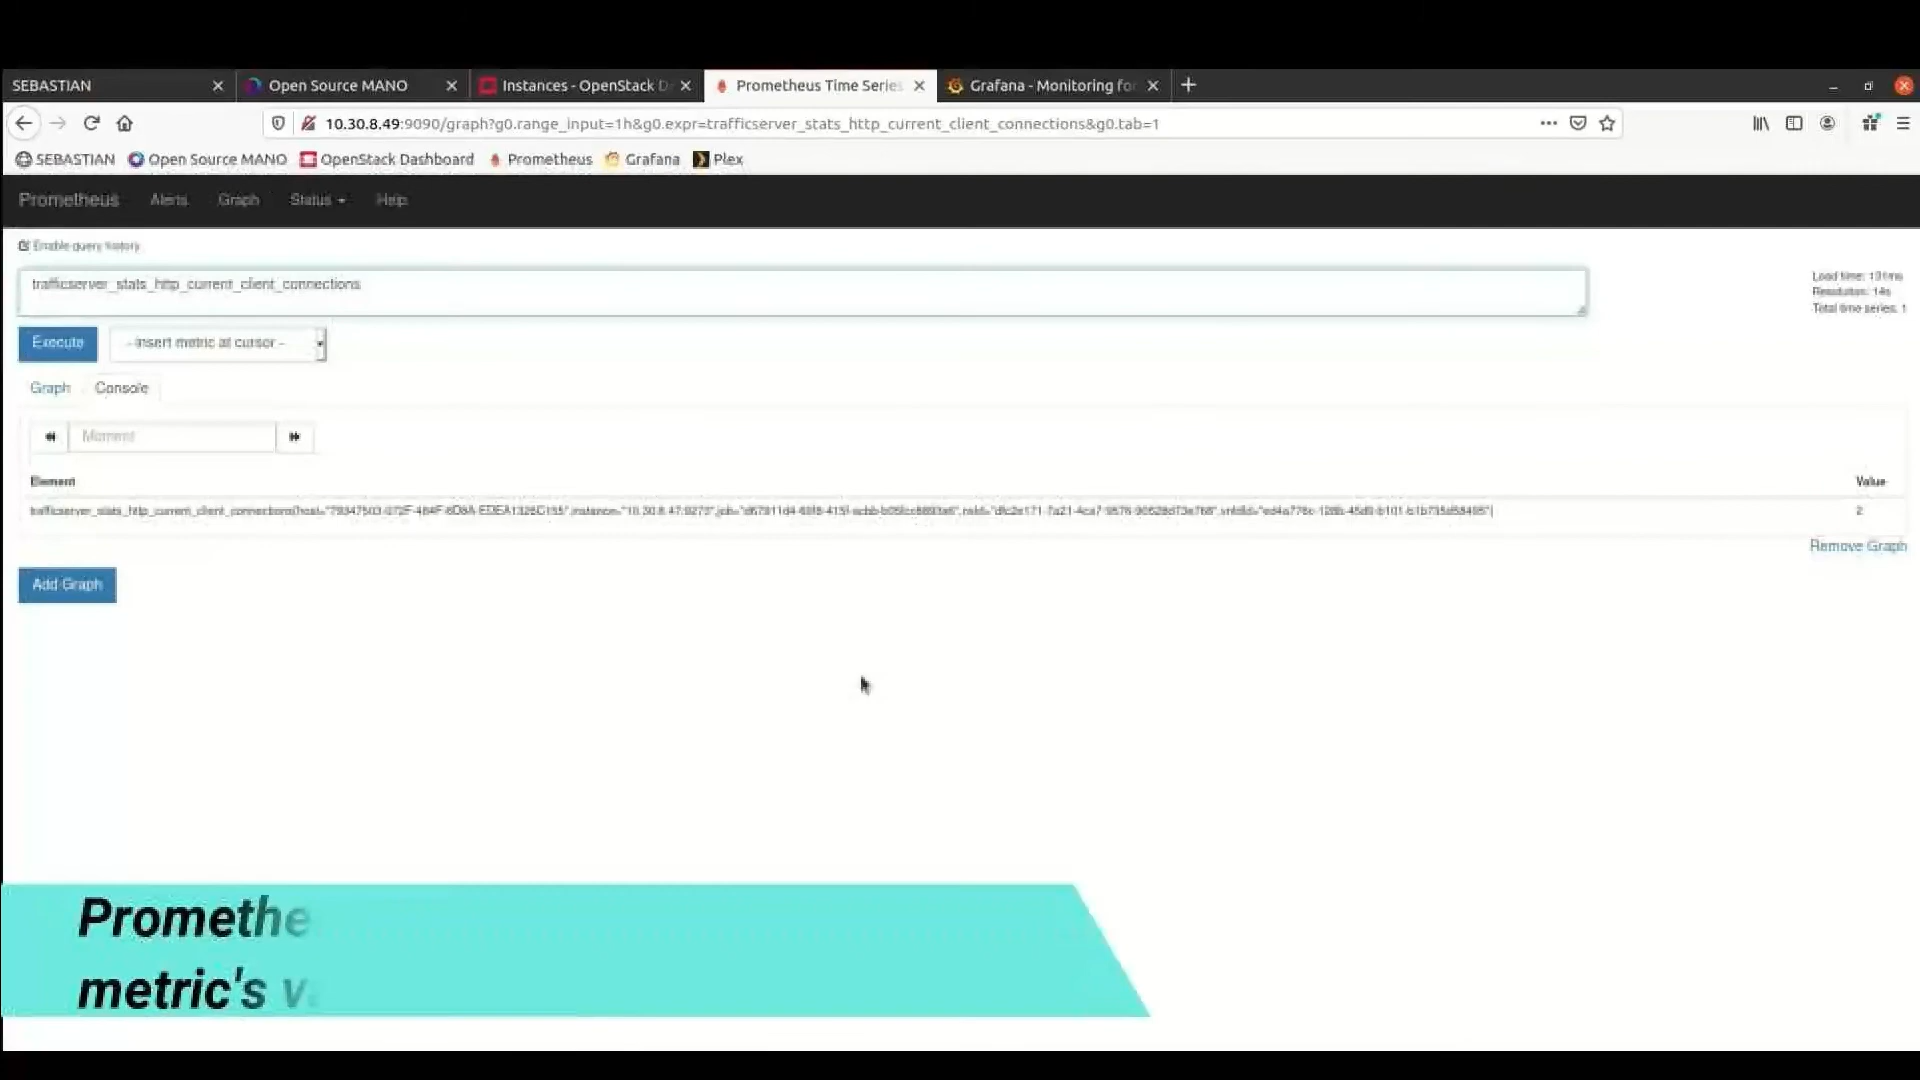 SEBASTIAN
Open Source MANO
Instances - OpenStack D
Prometheus Time Series
Grafana - Monitoring for
10.30.8.49:9090/graph?g0.range_input=1h&g0.expr=trafficserver_stats_http_current_client_connections&g0.tab=1
SEBASTIAN Open Source MANO OpenStack Dashboard Prometheus Grafana Plex
Prometheus Alerts Graph Status Help
Enable query history
trafficserver_stats_http_current_client_connections
Load time: 131ms
Resolution: 14s
Total time series: 1
Execute - insert metric at cursor -
Graph Console
Moment
Element Value
2
Remove Graph
Add Graph
Promethe
metric's v